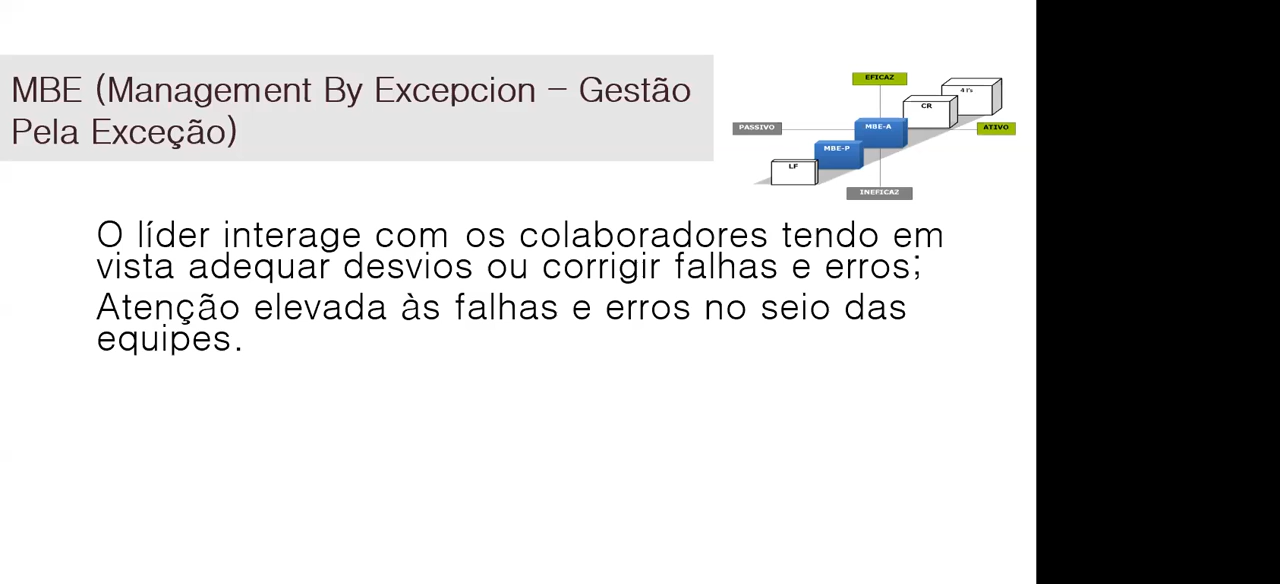 MBE (Management By Excepcion – Gestão
Pela Exceção)
EFICAZ
4 I's
CR
PASSIVO
MBE-A
ATIVO
MBE-P
LF
INEFICAZ
O líder interage com os colaboradores tendo em
vista adequar desvios ou corrigir falhas e erros;
Atenção elevada às falhas e erros no seio das
equipes.